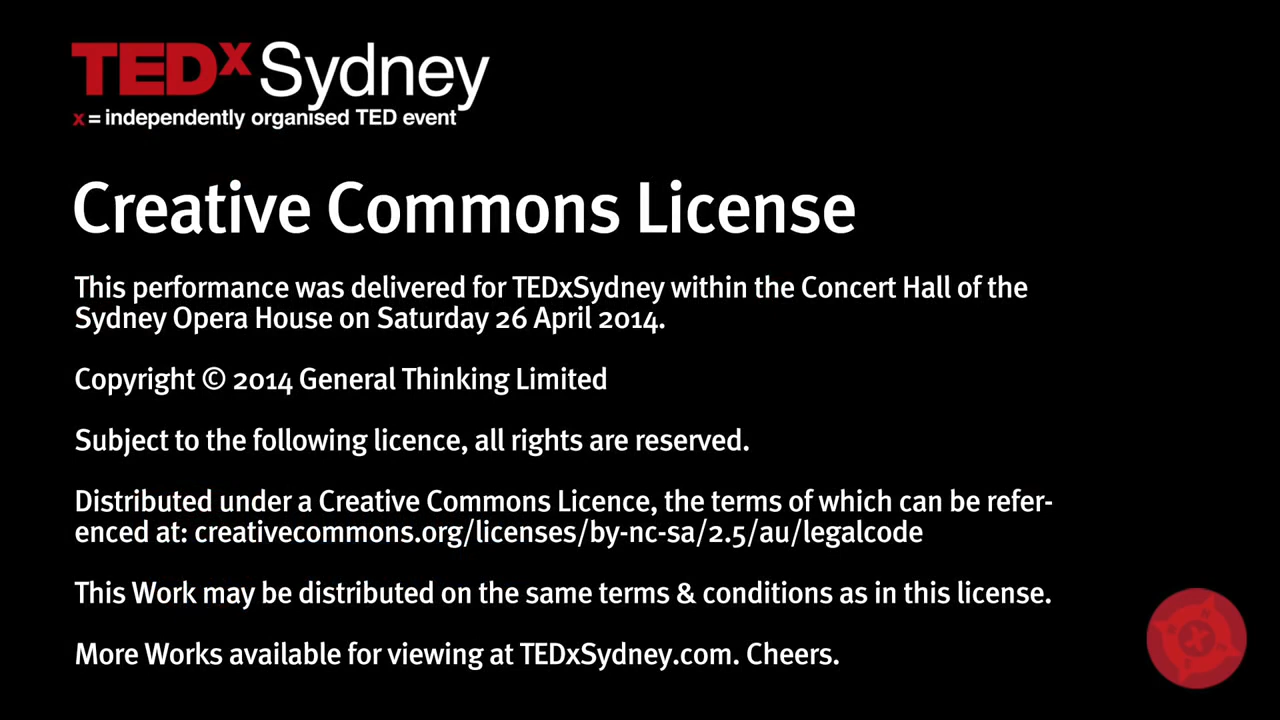 TEDx Sydney
x = independently organised TED event
Creative Commons License
This performance was delivered for TEDxSydney within the Concert Hall of the
Sydney Opera House on Saturday 26 April 2014.
Copyright © 2014 General Thinking Limited
Subject to the following licence, all rights are reserved.
Distributed under a Creative Commons Licence, the terms of which can be refer-
enced at: creativecommons.org/licenses/by-nc-sa/2.5/au/legalcode
This Work may be distributed on the same terms & conditions as in this license.
More Works available for viewing at TEDxSydney.com. Cheers.